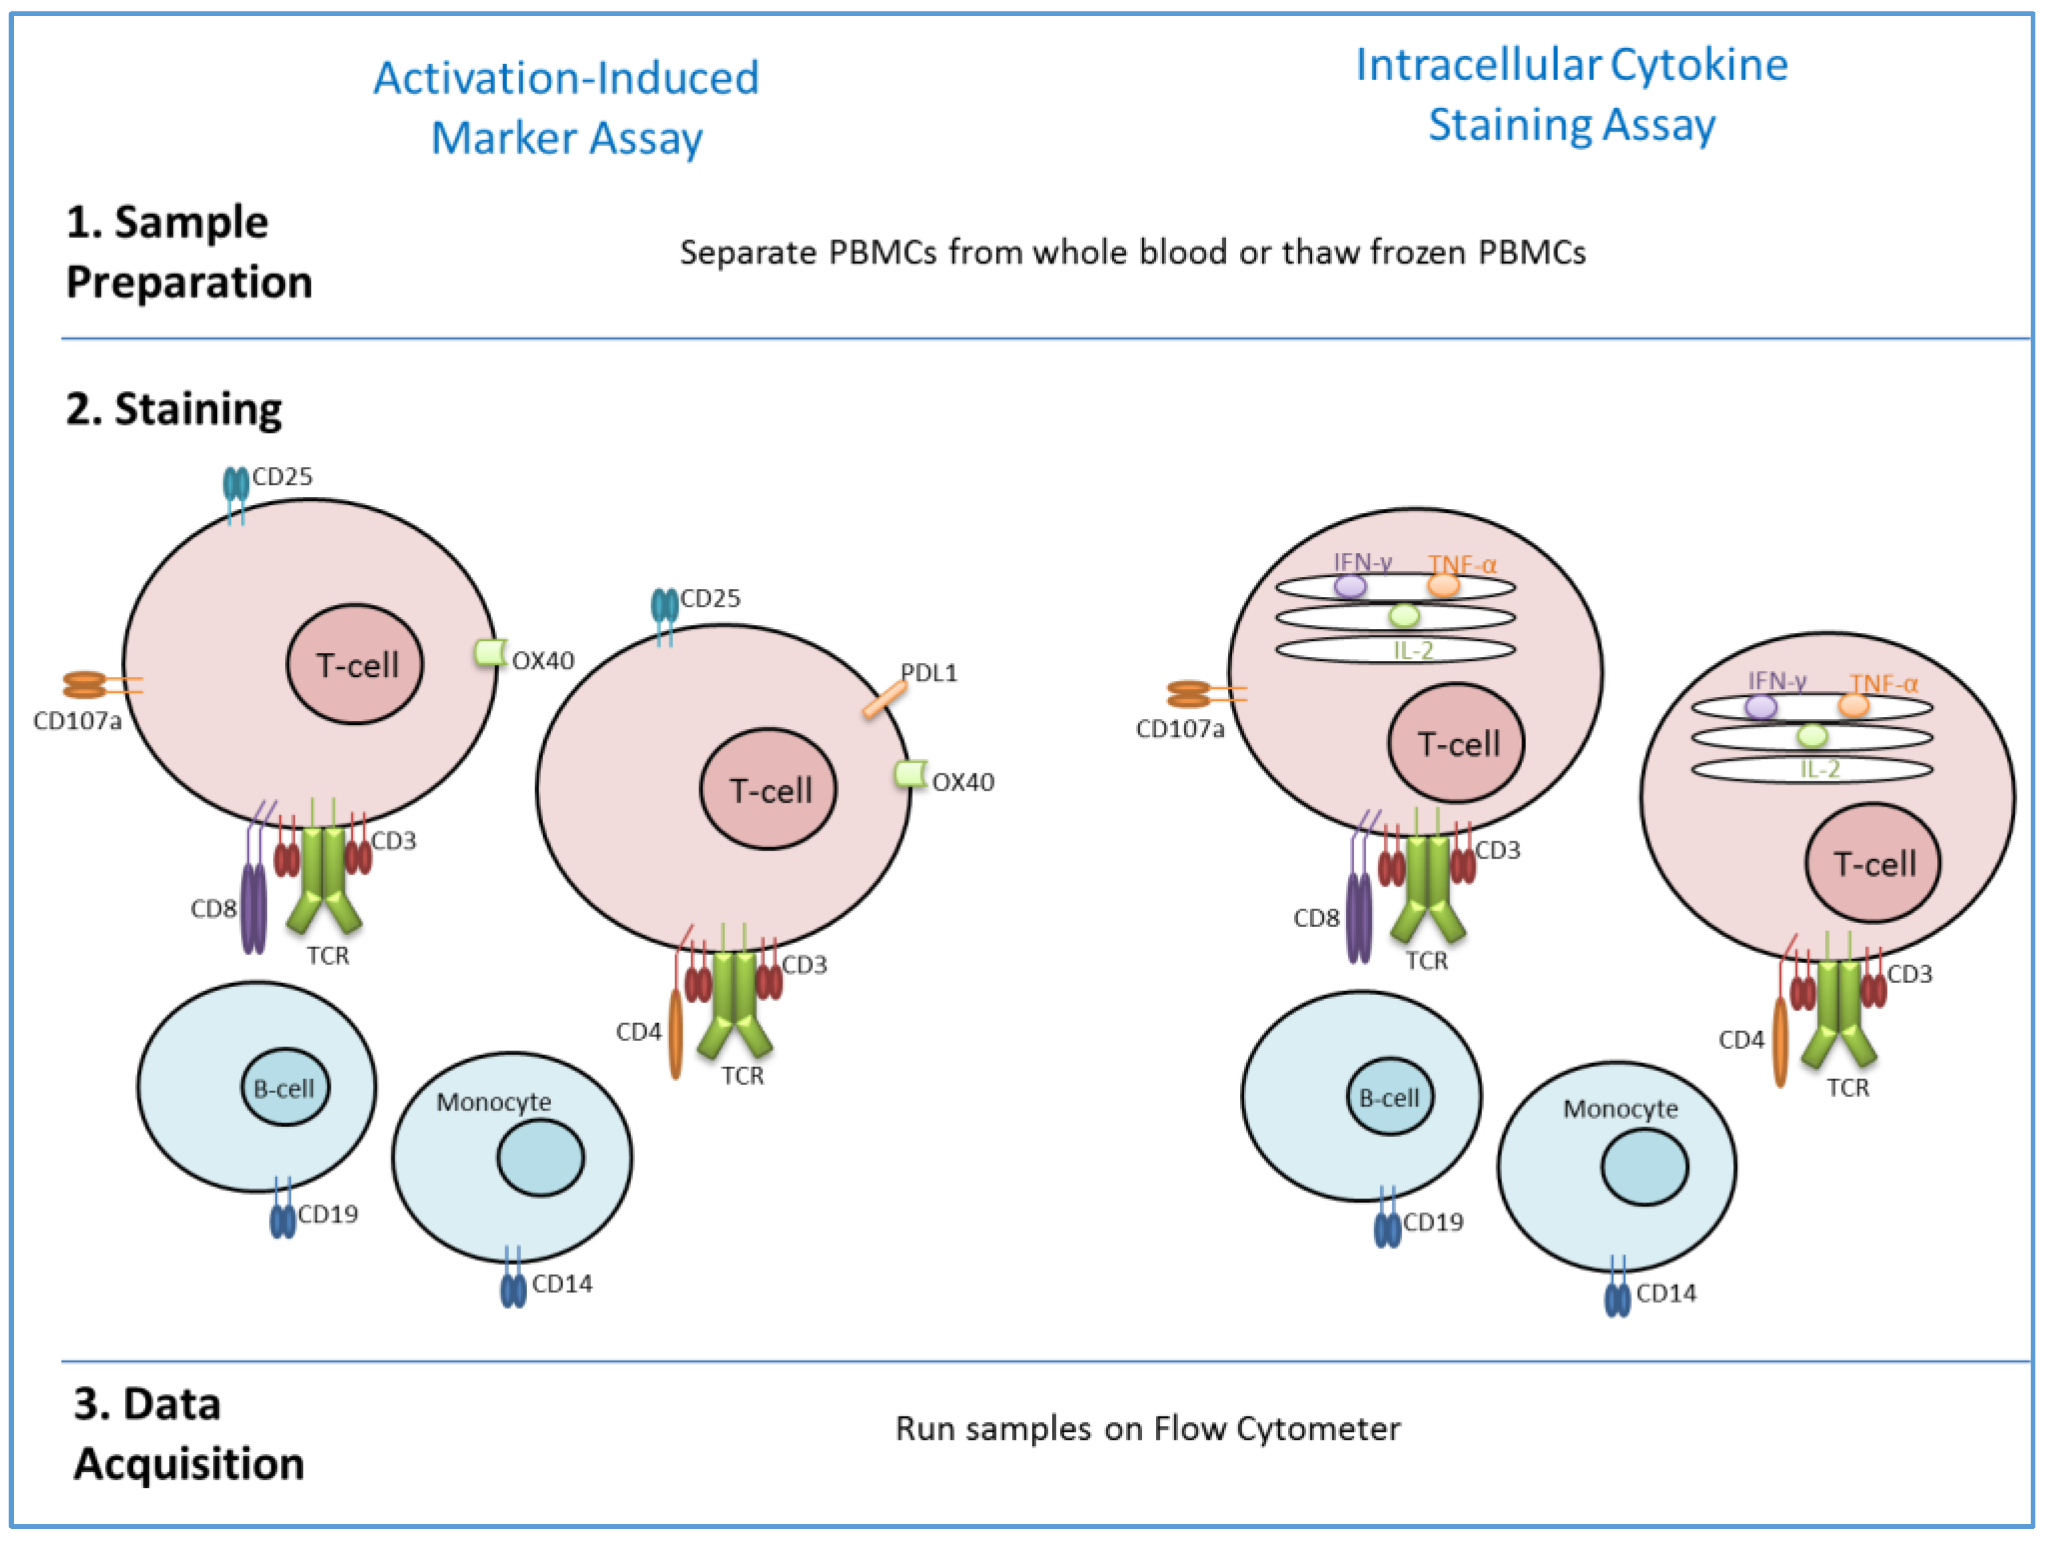 Activation-Induced
Marker Assay
Intracellular Cytokine
Staining Assay
1. Sample
Preparation
Separate PBMCs from whole blood or thaw frozen PBMCs
2. Staining
CD25
T-cell
OX40
CD107a
CD8
CD3
TCR
CD25
PDL1
T-cell
OX40
CD4
CD3
TCR
B-cell
CD19
Monocyte
CD14
IFN-γ
TNF-α
IL-2
CD107a
T-cell
CD8
CD3
TCR
IFN-γ
TNF-α
IL-2
T-cell
CD4
CD3
TCR
B-cell
CD19
Monocyte
CD14
3. Data
Acquisition
Run samples on Flow Cytometer